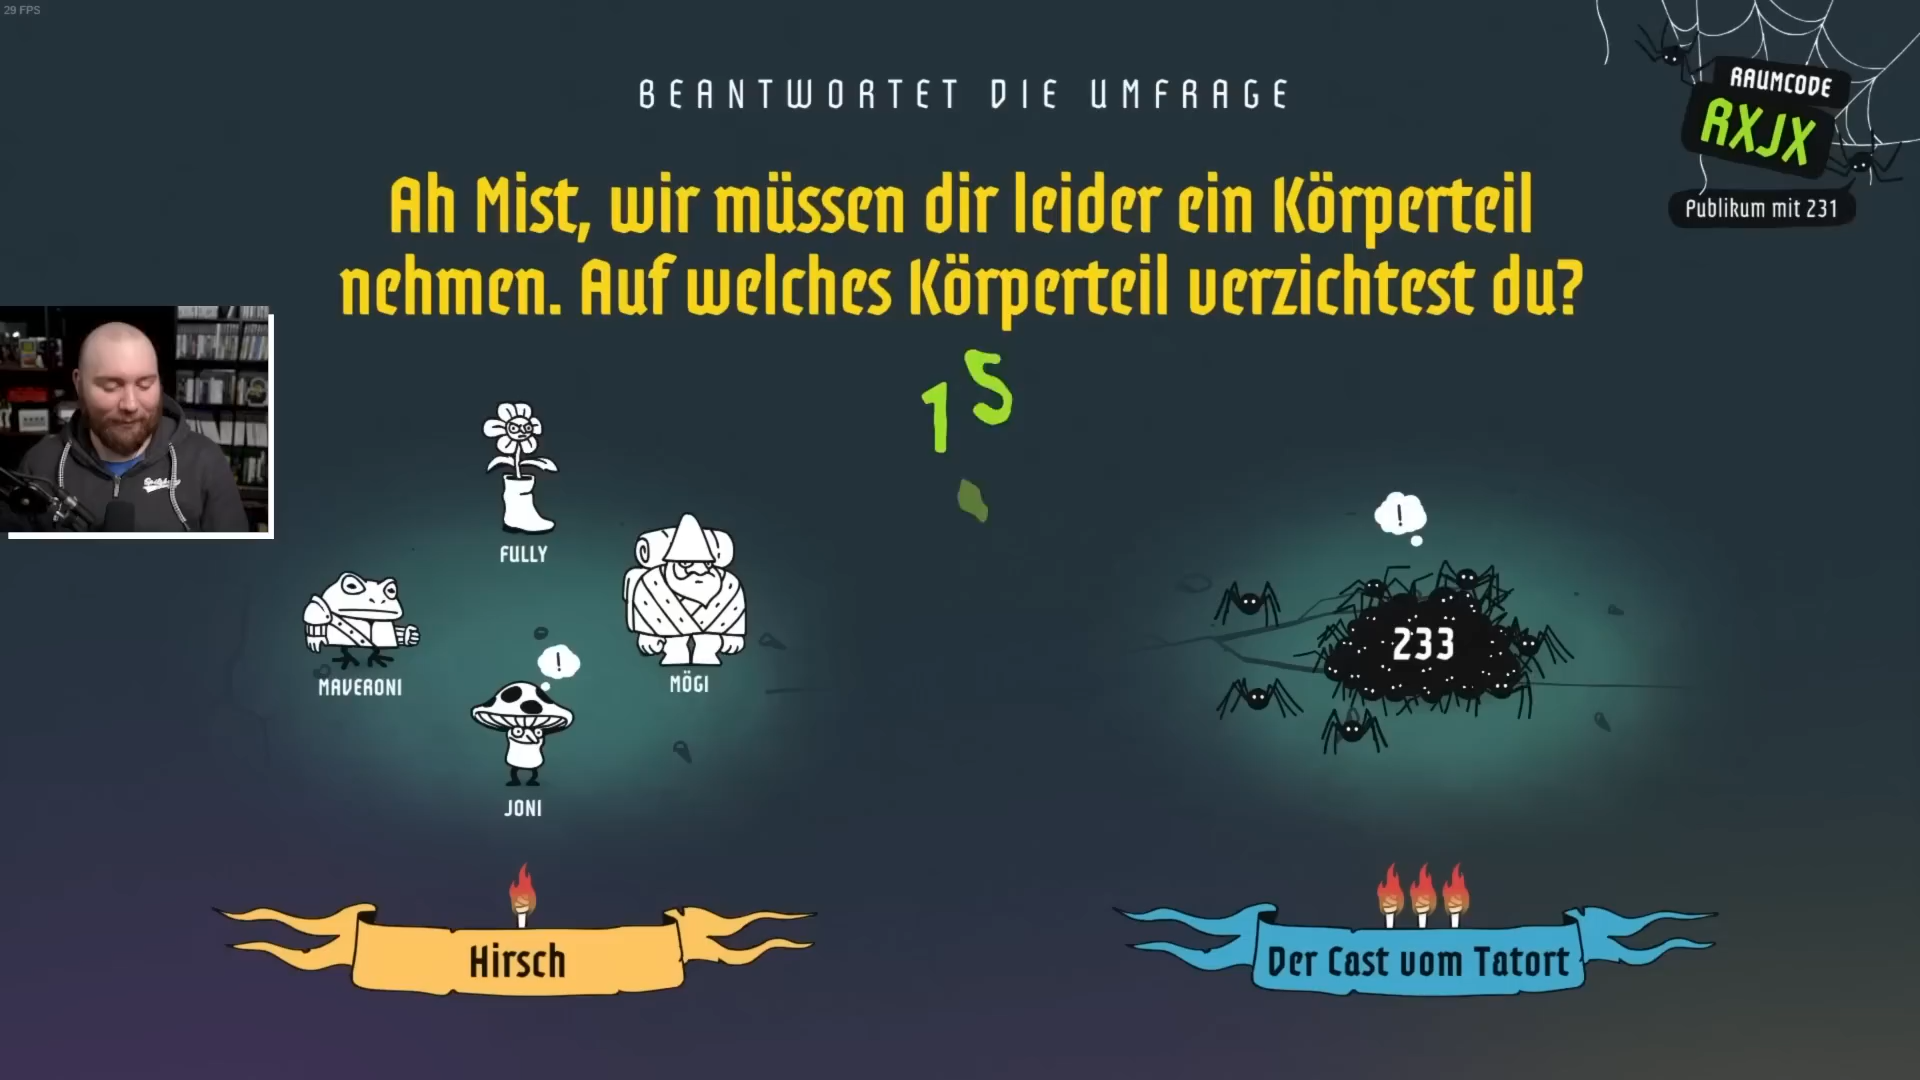 29 FPS
BEANTWORTET DIE UMFRAGE
RAUMCODE
RXJX
Publikum mit 231
Ah Mist, wir müssen dir leider ein Körperteil
nehmen. Auf welches Körperteil verzichtest du?
15
FULLY
!
233
MAVERONI
MÖGI
!
JONI
Hirsch
Der Cast vom Tatort